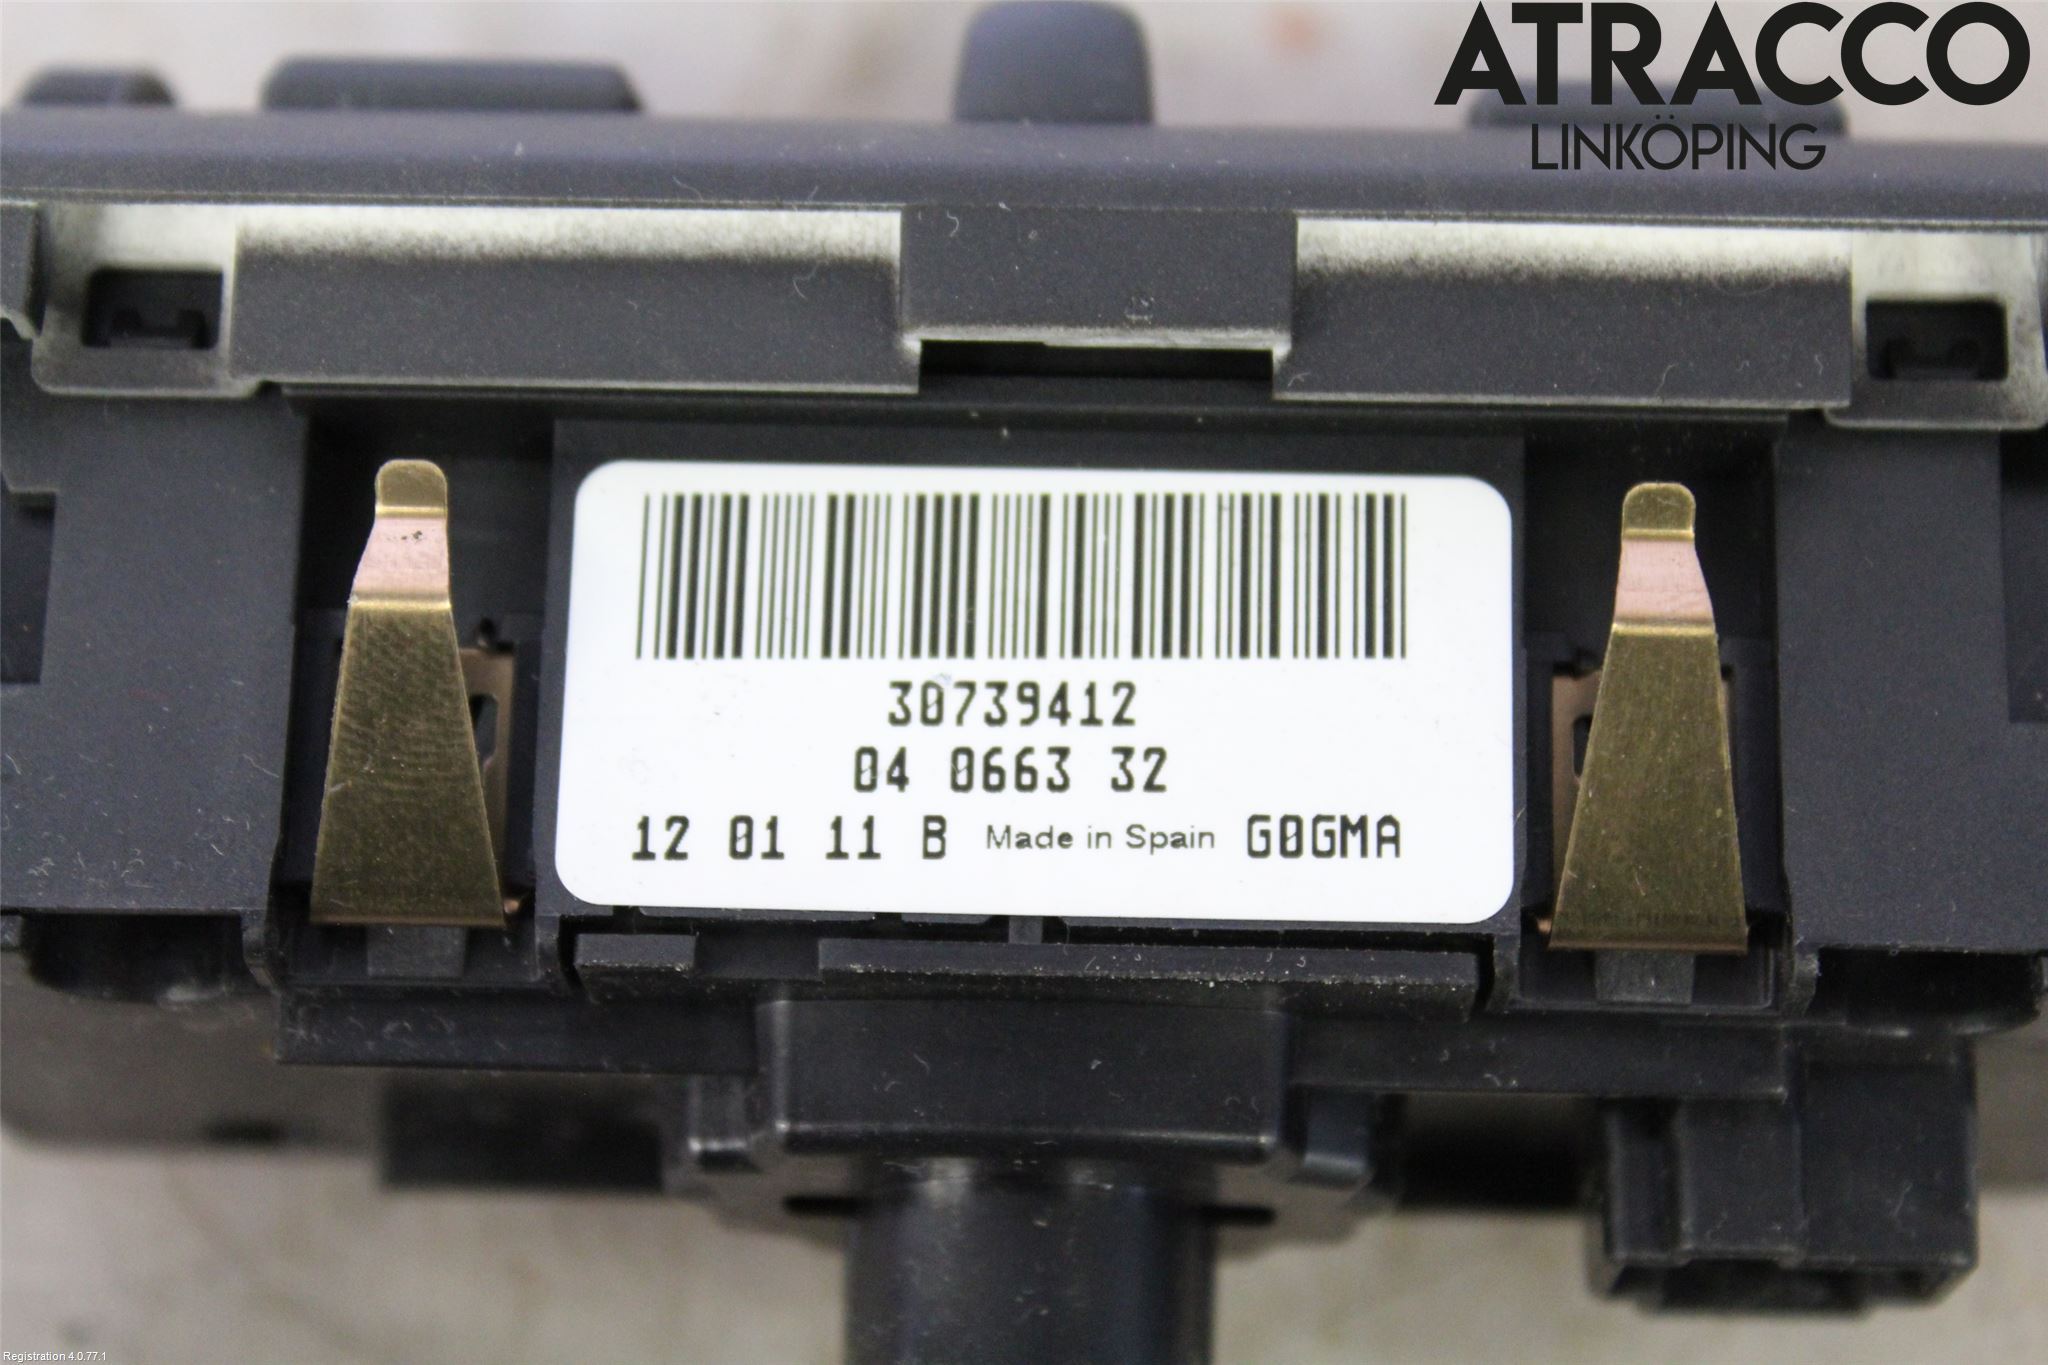 ATRACCO
LINKÖPING
30739412
04 0663 32
12 01 11 B Made in Spain G0GMA
Registration 4.0.77.1